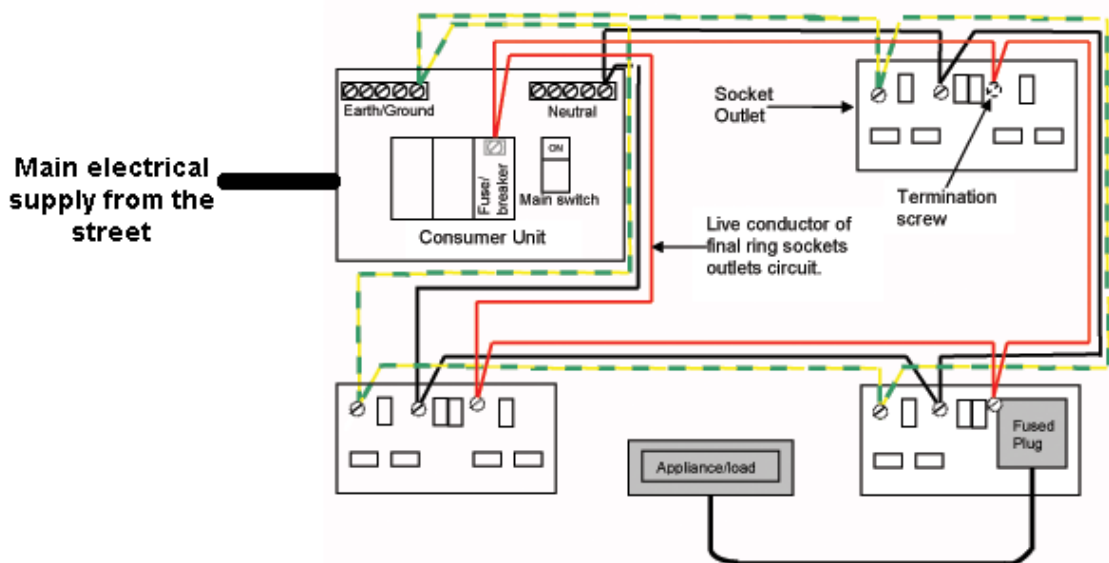 Main electrical
supply from the
street
Earth/Ground
Neutral
Fuse/
breaker
ON
Main switch
Consumer Unit
Socket
Outlet
Termination
screw
Live conductor of
final ring sockets
outlets circuit.
Appliance/load
Fused
Plug